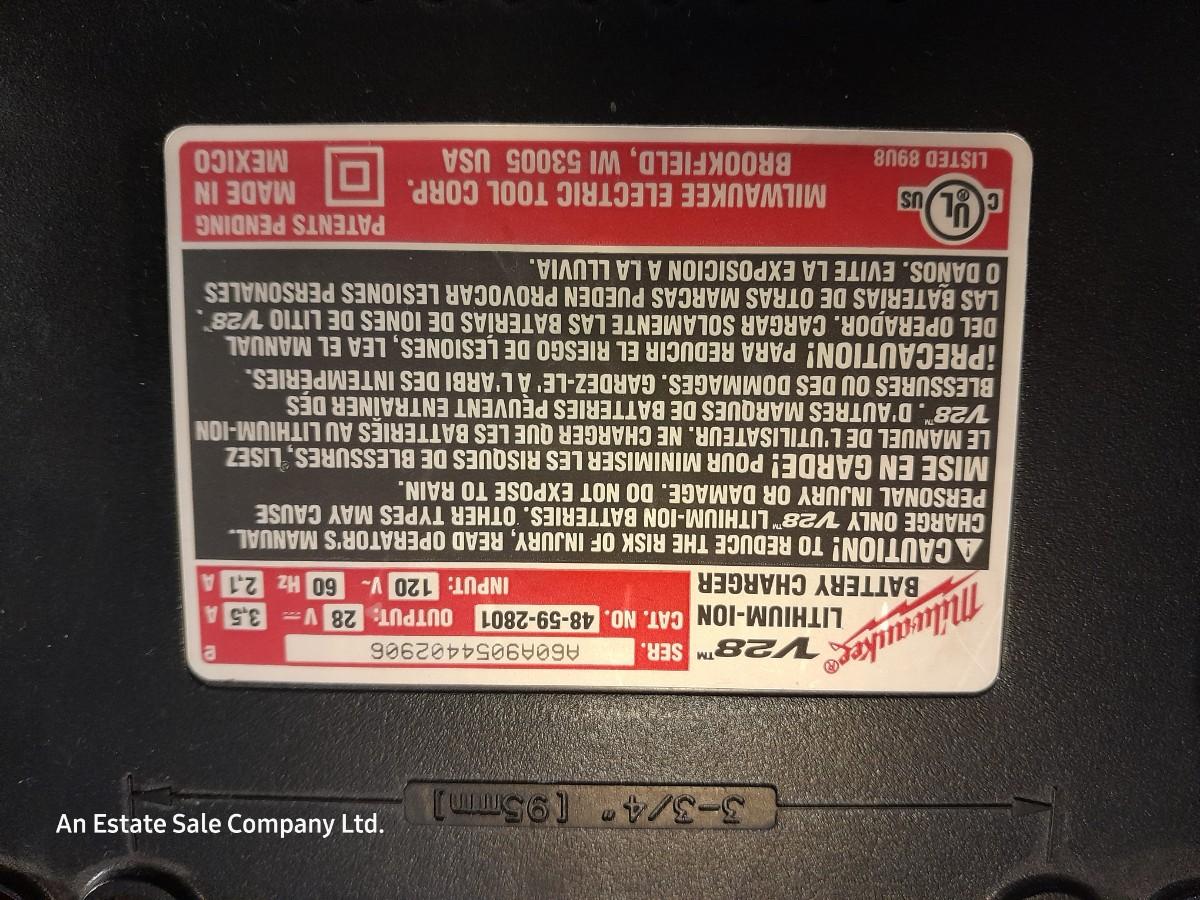 Milwaukee®
V28™
LITHIUM-ION
BATTERY CHARGER
SER. A60A9054402906
CAT. NO. 48-59-2801 OUTPUT: 28 V 3,5 A
INPUT: 120 V~ 60 Hz 2,1 A
CAUTION! TO REDUCE THE RISK OF INJURY, READ OPERATOR'S MANUAL.
CHARGE ONLY V28™ LITHIUM-ION BATTERIES. OTHER TYPES MAY CAUSE
PERSONAL INJURY OR DAMAGE. DO NOT EXPOSE TO RAIN.
MISE EN GARDE! POUR MINIMISER LES RISQUES DE BLESSURES, LISEZ
LE MANUEL DE L'UTILISATEUR. NE CHARGER QUE LES BATTERIES AU LITHIUM-ION
V28™. D'AUTRES MARQUES DE BATTERIES PEUVENT ENTRAÎNER DES
BLESSURES OU DES DOMMAGES. GARDEZ-LE' À L'ARBI DES INTEMPÉRIES.
¡PRECAUTION! PARA REDUCIR EL RIESGO DE LESIONES, LEA EL MANUAL
DEL OPERADOR. CARGAR SOLAMENTE LAS BATERÍAS DE IONES DE LITIO V28™.
LAS BATERÍAS DE OTRAS MARCAS PUEDEN PROVOCAR LESIONES PERSONALES
O DAÑOS. EVITE LA EXPOSICION A LA LLUVIA.
C UL® US
LISTED 89U8
MILWAUKEE ELECTRIC TOOL CORP.
BROOKFIELD, WI 53005 USA
PATENTS PENDING
MADE IN
MEXICO
3-3/4" [95mm]
An Estate Sale Company Ltd.